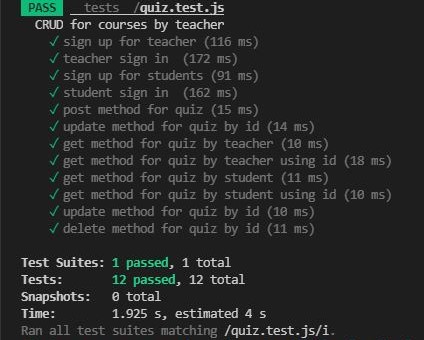 PASS __tests__/quiz.test.js
CRUD for courses by teacher
✓ sign up for teacher (116 ms)
✓ teacher sign in  (172 ms)
✓ sign up for students (91 ms)
✓ student sign in (162 ms)
✓ post method for quiz (15 ms)
✓ update method for quiz by id (14 ms)
✓ get method for quiz by teacher (10 ms)
✓ get method for quiz by teacher using id (18 ms)
✓ get method for quiz by student (11 ms)
✓ get method for quiz by student using id (10 ms)
✓ update method for quiz by id (10 ms)
✓ delete method for quiz by id (11 ms)
Test Suites: 1 passed, 1 total
Tests: 12 passed, 12 total
Snapshots: 0 total
Time: 1.925 s, estimated 4 s
Ran all test suites matching /quiz.test.js/i.